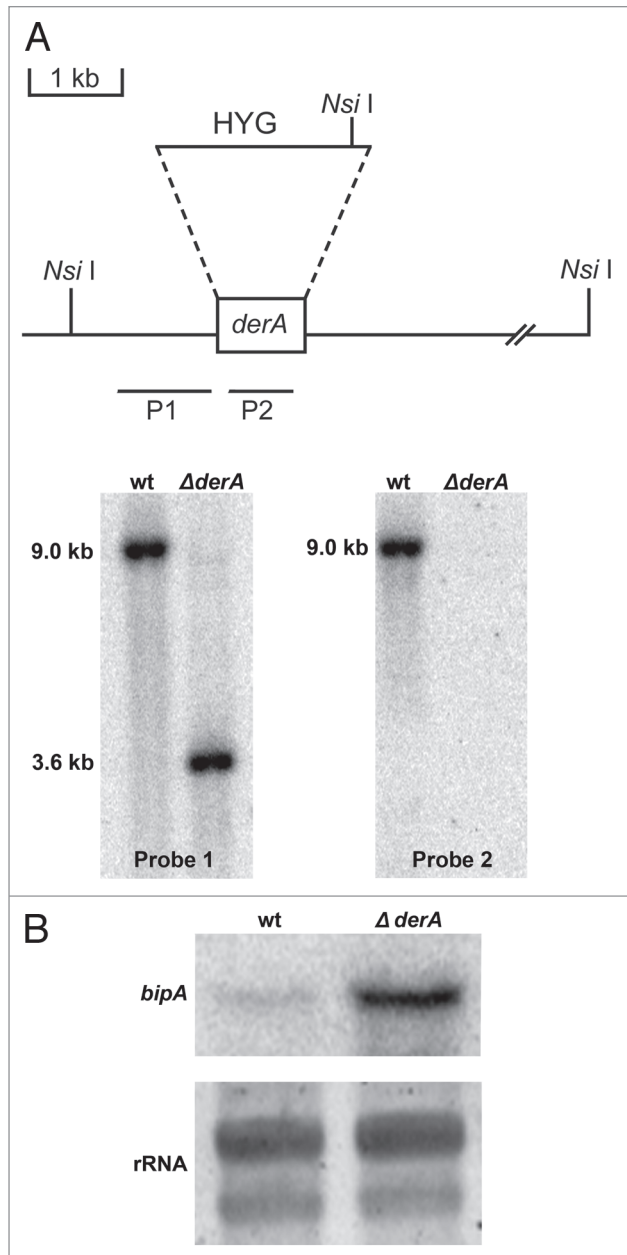 A
1 kb
HYG
Nsi I
Nsi I
Nsi I
derA
P1
P2
wt ΔderA
9.0 kb
3.6 kb
Probe 1
wt ΔderA
9.0 kb
Probe 2
B
wt Δ derA
bipA
rRNA